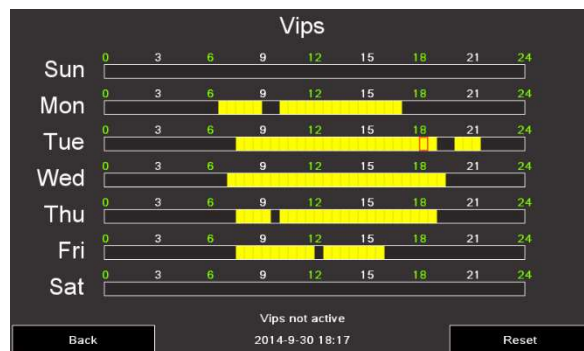 Vips
0 3 6 9 12 15 18 21 24
Sun
0 3 6 9 12 15 18 21 24
Mon
0 3 6 9 12 15 18 21 24
Tue
0 3 6 9 12 15 18 21 24
Wed
0 3 6 9 12 15 18 21 24
Thu
0 3 6 9 12 15 18 21 24
Fri
0 3 6 9 12 15 18 21 24
Sat
Vips not active
Back 2014-9-30 18:17 Reset